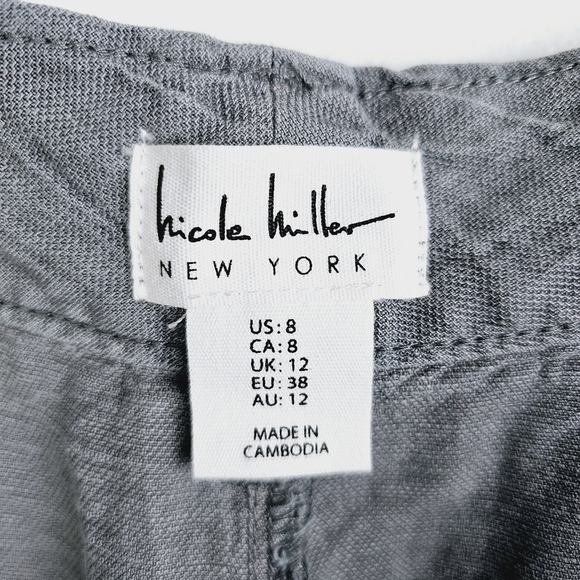 Nicole Miller
NEW YORK
US: 8
CA: 8
UK: 12
EU: 38
AU: 12
MADE IN
CAMBODIA